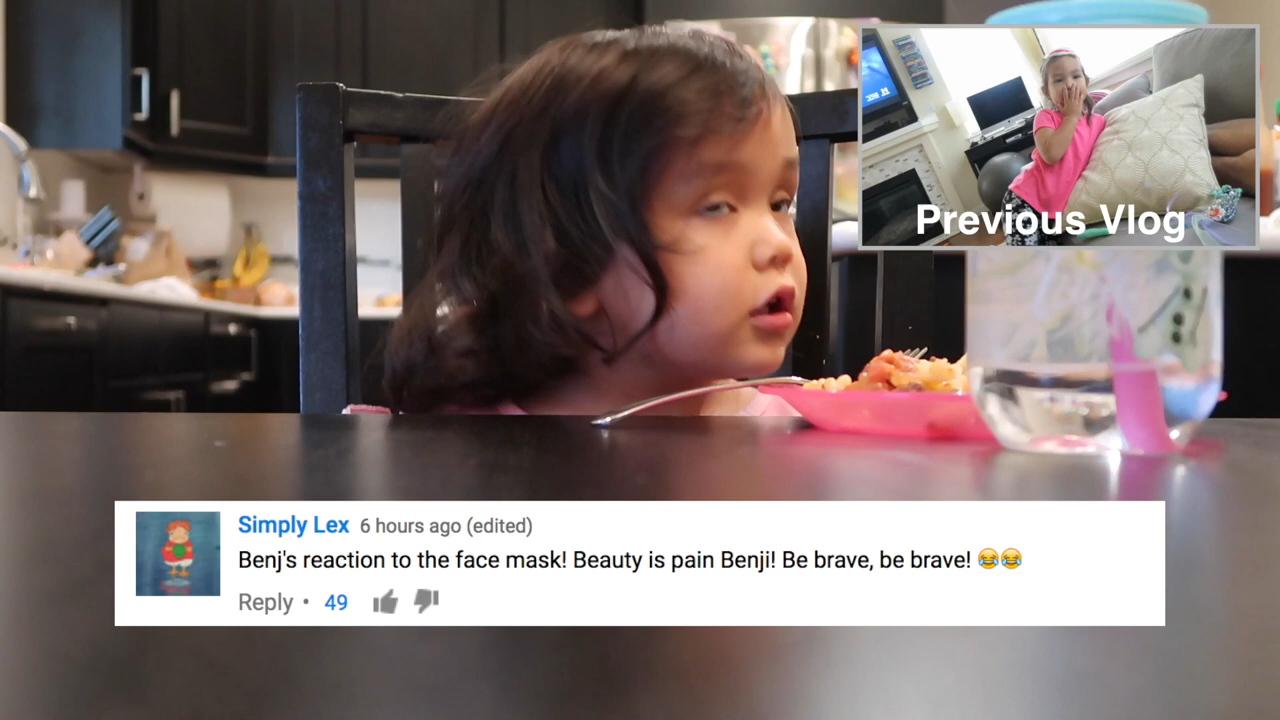 Previous Vlog
Simply Lex 6 hours ago (edited)
Benj's reaction to the face mask! Beauty is pain Benji! Be brave, be brave! 😂😂
Reply • 49